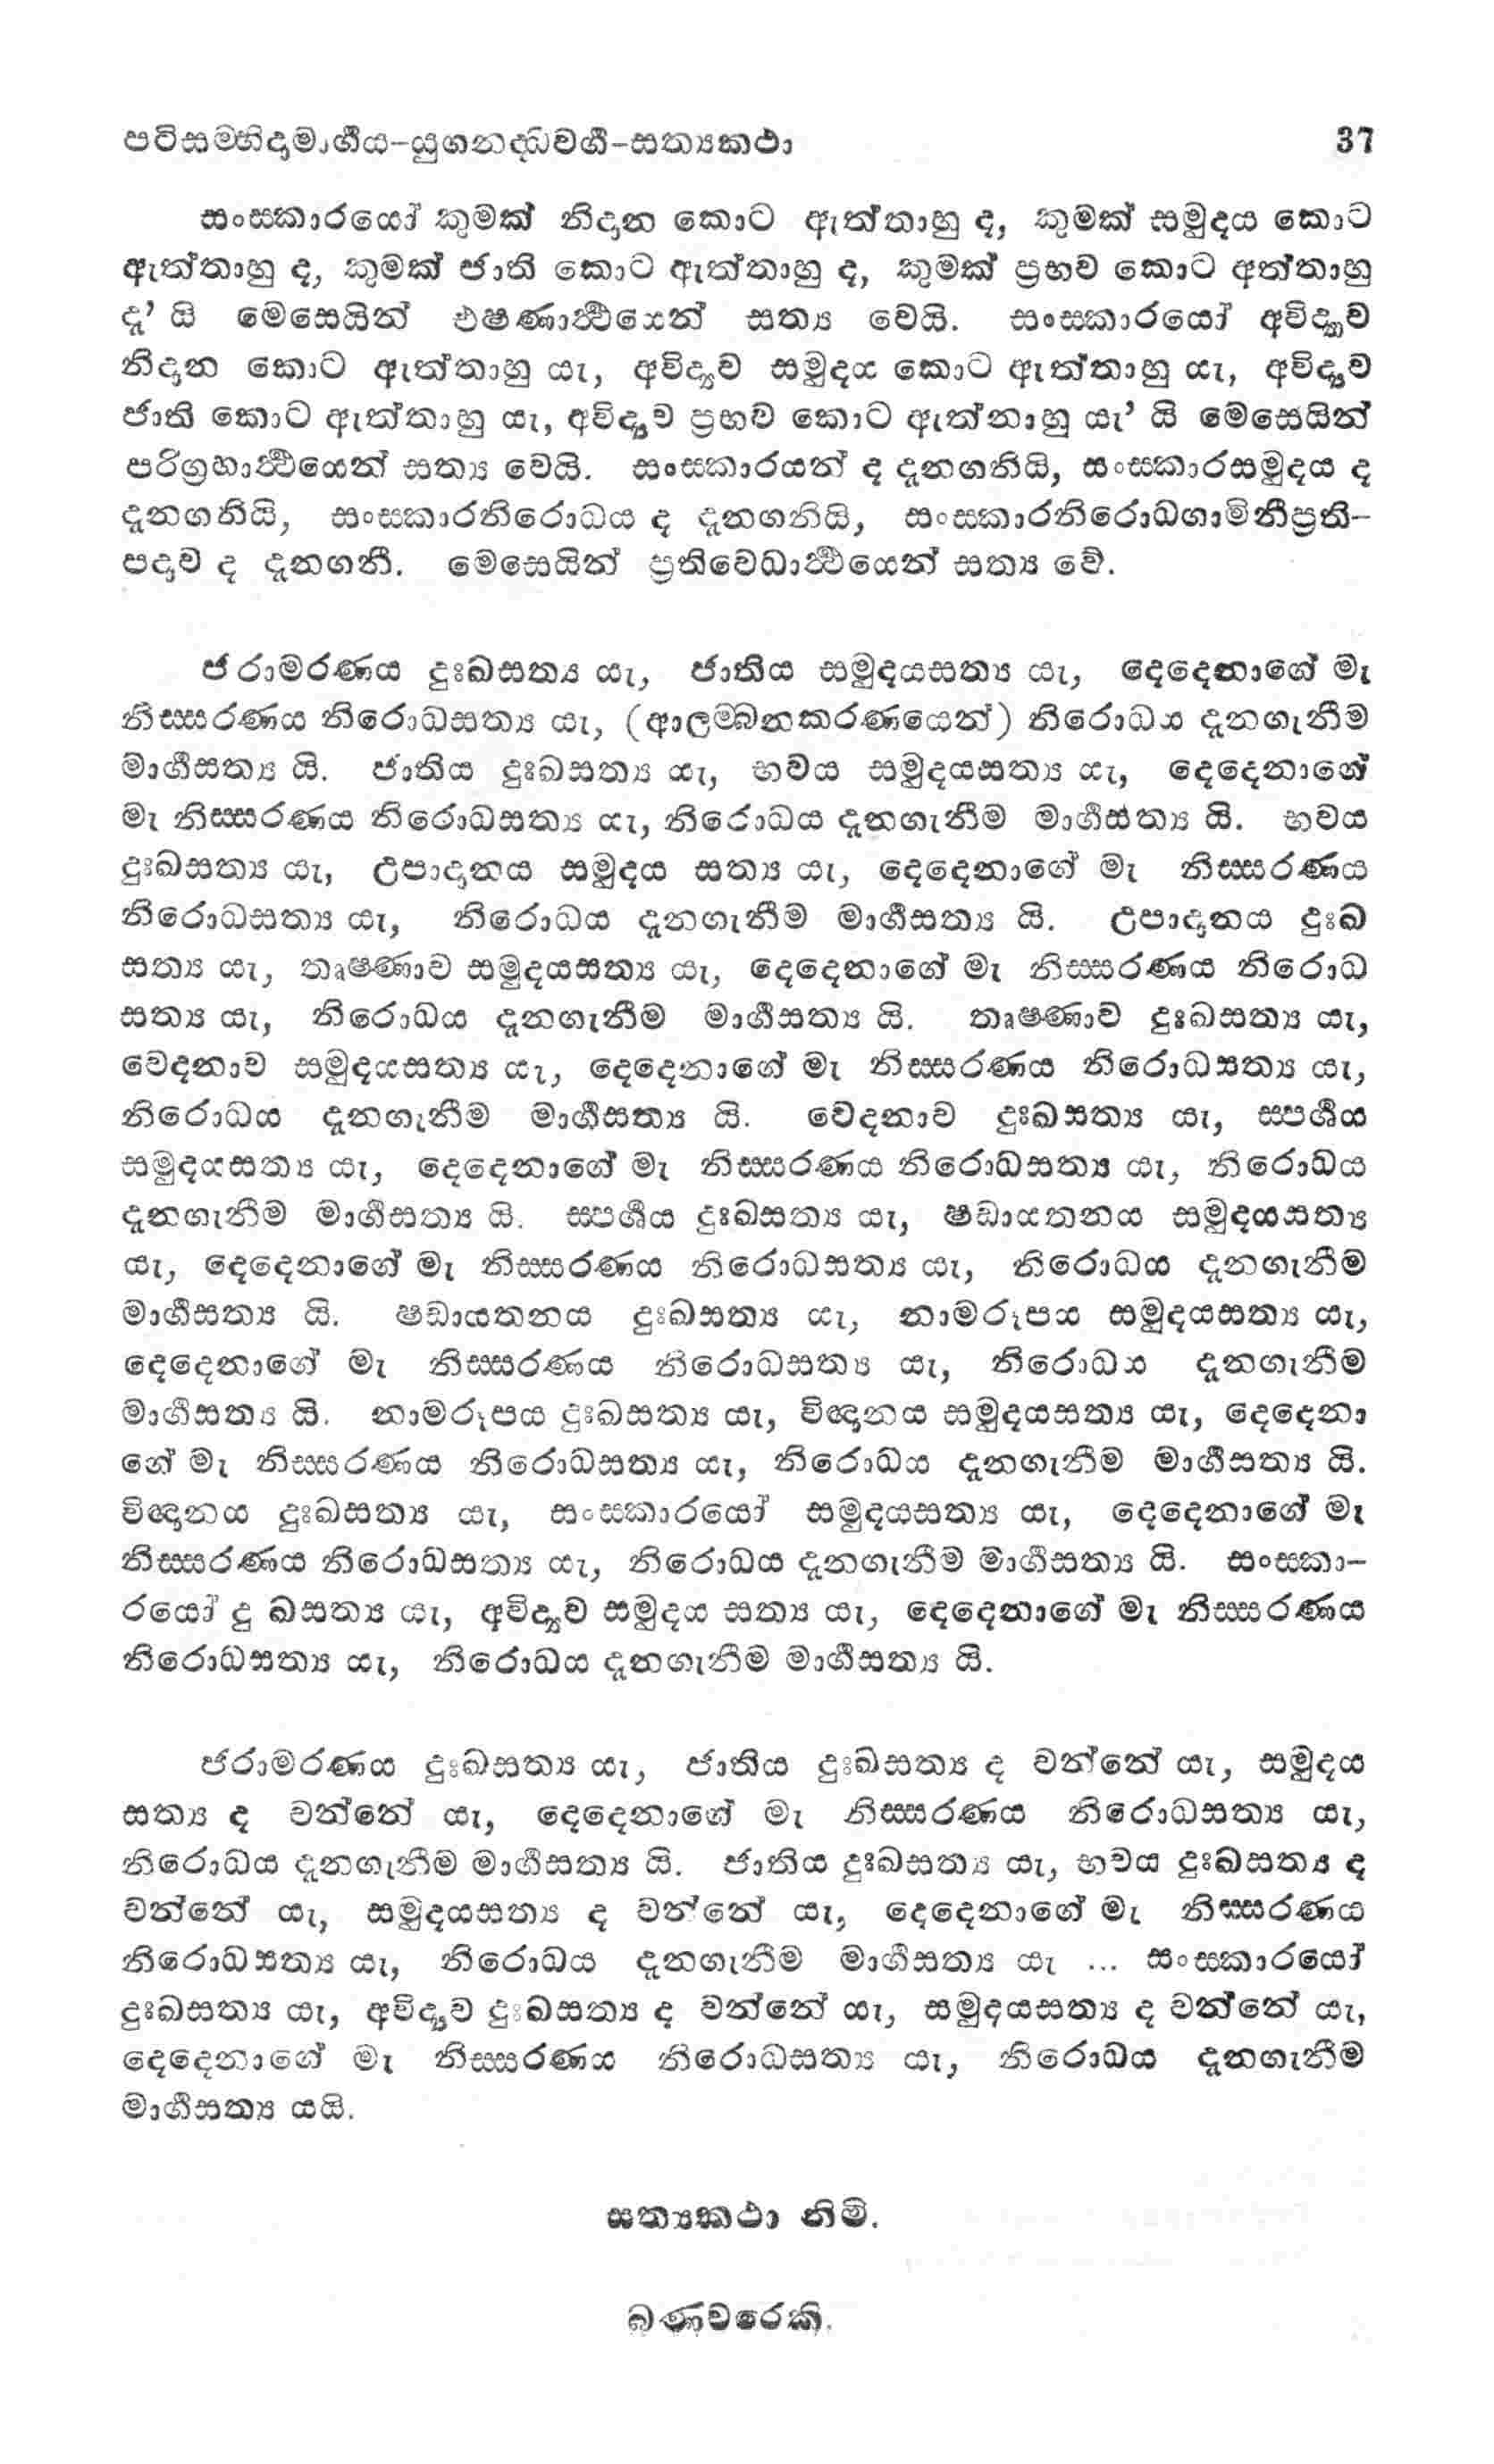 පටිසම්භිදාමාර්ගය-යුගනද්ධවර්ග-සත්‍යකථා 37
සංසකාරයෝ කුමක් නිදාන කොට ඇත්තාහු ද, කුමක් සමුදය කොට
ඇත්තාහු ද, කුමක් ජාති කොට ඇත්තාහු ද, කුමක් ප්‍රභව කොට අත්තාහු
දැ’ යි මෙසෙයින් එෂණාර්ත්‍ථයෙන් සත්‍ය වෙයි. සංසකාරයෝ අවිද්‍යාව
නිදාන කොට ඇත්තාහු යැ, අවිද්‍යාව සමුදය කොට ඇත්තාහු යැ, අවිද්‍යාව
ජාති කොට ඇත්තාහු යැ, අවිද්‍යාව ප්‍රභව කොට ඇත්තාහු යැ’ යි මෙසෙයින්
පරිග්‍රහාර්ත්‍ථයෙන් සත්‍ය වෙයි. සංසකාරයන් ද දැනගනියි, සංසකාරසමුදය ද
දැනගනියි, සංසකාරනිරොධය ද දැනගනියි, සංසකාරනිරොධගාමිනීප්‍රති-
පදාව ද දැනගනී. මෙසෙයින් ප්‍රතිවෙධාර්ත්‍ථයෙන් සත්‍ය වේ.
ජරාමරණය දුඃඛසත්‍ය යැ, ජාතිය සමුදයසත්‍ය යැ, දෙදෙනාගේ මැ
නිස්සරණය නිරොධසත්‍ය යැ, (ආලම්බනකරණයෙන්) නිරොධය දැනගැනීම
මාර්ගසත්‍ය යි. ජාතිය දුඃඛසත්‍ය යැ, භවය සමුදයසත්‍ය යැ, දෙදෙනාගේ
මැ නිස්සරණය නිරොධසත්‍ය යැ, නිරොධය දැනගැනීම මාර්ගසත්‍ය යි. භවය
දුඃඛසත්‍ය යැ, උපාදානය සමුදය සත්‍ය යැ, දෙදෙනාගේ මැ නිස්සරණය
නිරොධසත්‍ය යැ, නිරොධය දැනගැනීම මාර්ගසත්‍ය යි. උපාදානය දුඃඛ
සත්‍ය යැ, තෘෂණාව සමුදයසත්‍ය යැ, දෙදෙනාගේ මැ නිස්සරණය නිරොධ
සත්‍ය යැ, නිරොධය දැනගැනීම මාර්ගසත්‍ය යි. තෘෂණාව දුඃඛසත්‍ය යැ,
වෙදනාව සමුදයසත්‍ය යැ, දෙදෙනාගේ මැ නිස්සරණය නිරොධසත්‍ය යැ,
නිරොධය දැනගැනීම මාර්ගසත්‍ය යි. වෙදනාව දුඃඛසත්‍ය යැ, ස්පර්ශය
සමුදයසත්‍ය යැ, දෙදෙනාගේ මැ නිස්සරණය නිරොධසත්‍ය යැ, නිරොධය
දැනගැනීම මාර්ගසත්‍ය යි. ස්පර්ශය දුඃඛසත්‍ය යැ, ෂඩායතනය සමුදයසත්‍ය
යැ, දෙදෙනාගේ මැ නිස්සරණය නිරොධසත්‍ය යැ, නිරොධය දැනගැනීම
මාර්ගසත්‍ය යි. ෂඩායතනය දුඃඛසත්‍ය යැ, නාමරූපය සමුදයසත්‍ය යැ,
දෙදෙනාගේ මැ නිස්සරණය නිරොධසත්‍ය යැ, නිරොධය දැනගැනීම
මාර්ගසත්‍ය යි. නාමරූපය දුඃඛසත්‍ය යැ, විඥානය සමුදයසත්‍ය යැ, දෙදෙනා
ගේ මැ නිස්සරණය නිරොධසත්‍ය යැ, නිරොධය දැනගැනීම මාර්ගසත්‍ය යි.
විඥානය දුඃඛසත්‍ය යැ, සංසකාරයෝ සමුදයසත්‍ය යැ, දෙදෙනාගේ මැ
නිස්සරණය නිරොධසත්‍ය යැ, නිරොධය දැනගැනීම මාර්ගසත්‍ය යි. සංසකා-
රයෝ දු ඛසත්‍ය යැ, අවිද්‍යාව සමුදය සත්‍ය යැ, දෙදෙනාගේ මැ නිස්සරණය
නිරොධසත්‍ය යැ, නිරොධය දැනගැනීම මාර්ගසත්‍ය යි.
ජරාමරණය දුඃඛසත්‍ය යැ, ජාතිය දුඃඛසත්‍ය ද වන්නේ යැ, සමුදය
සත්‍ය ද වන්නේ යැ, දෙදෙනාගේ මැ නිස්සරණය නිරොධසත්‍ය යැ,
නිරොධය දැනගැනීම මාර්ගසත්‍ය යි. ජාතිය දුඃඛසත්‍ය යැ, භවය දුඃඛසත්‍ය ද
වන්නේ යැ, සමුදයසත්‍ය ද වන්නේ යැ, දෙදෙනාගේ මැ නිස්සරණය
නිරොධසත්‍ය යැ, නිරොධය දැනගැනීම මාර්ගසත්‍ය යැ ... සංසකාරයෝ
දුඃඛසත්‍ය යැ, අවිද්‍යාව දුඃඛසත්‍ය ද වන්නේ යැ, සමුදයසත්‍ය ද වන්නේ යැ,
දෙදෙනාගේ මැ නිස්සරණය නිරොධසත්‍ය යැ, නිරොධය දැනගැනීම
මාර්ගසත්‍ය යයි.
සත්‍යකථා නිමි.
බණවරෙකි.